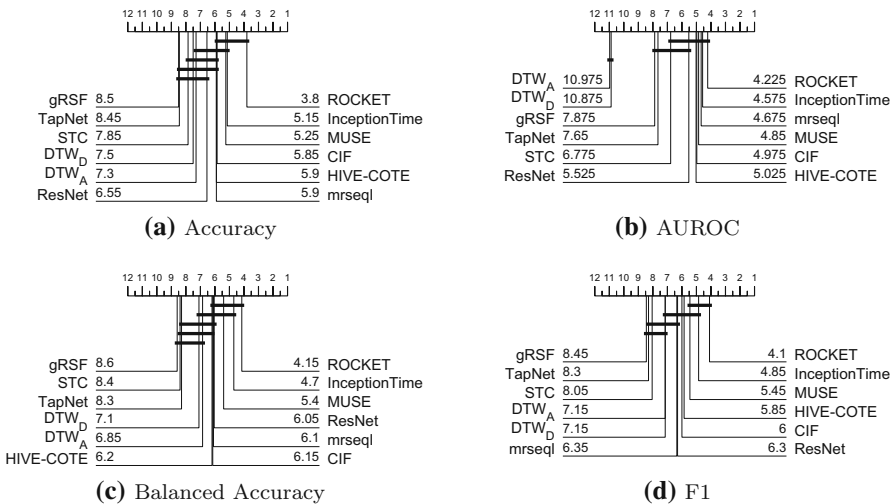 12 11 10 9 8 7 6 5 4 3 2 1
gRSF 8.5 3.8 ROCKET
TapNet 8.45 5.15 InceptionTime
STC 7.85 5.25 MUSE
DTW_D 7.5 5.85 CIF
DTW_A 7.3 5.9 HIVE-COTE
ResNet 6.55 5.9 mrseql
(a) Accuracy
12 11 10 9 8 7 6 5 4 3 2 1
DTW_A 10.975 4.225 ROCKET
DTW_D 10.875 4.575 InceptionTime
gRSF 7.875 4.675 mrseql
TapNet 7.65 4.85 MUSE
STC 6.775 4.975 CIF
ResNet 5.525 5.025 HIVE-COTE
(b) AUROC
12 11 10 9 8 7 6 5 4 3 2 1
gRSF 8.6 4.15 ROCKET
STC 8.4 4.7 InceptionTime
TapNet 8.3 5.4 MUSE
DTW_D 7.1 6.05 ResNet
DTW_A 6.85 6.1 mrseql
HIVE-COTE 6.2 6.15 CIF
(c) Balanced Accuracy
12 11 10 9 8 7 6 5 4 3 2 1
gRSF 8.45 4.1 ROCKET
TapNet 8.3 4.85 InceptionTime
STC 8.05 5.45 MUSE
DTW_A 7.15 5.85 HIVE-COTE
DTW_D 7.15 6 CIF
mrseql 6.35 6.3 ResNet
(d) F1